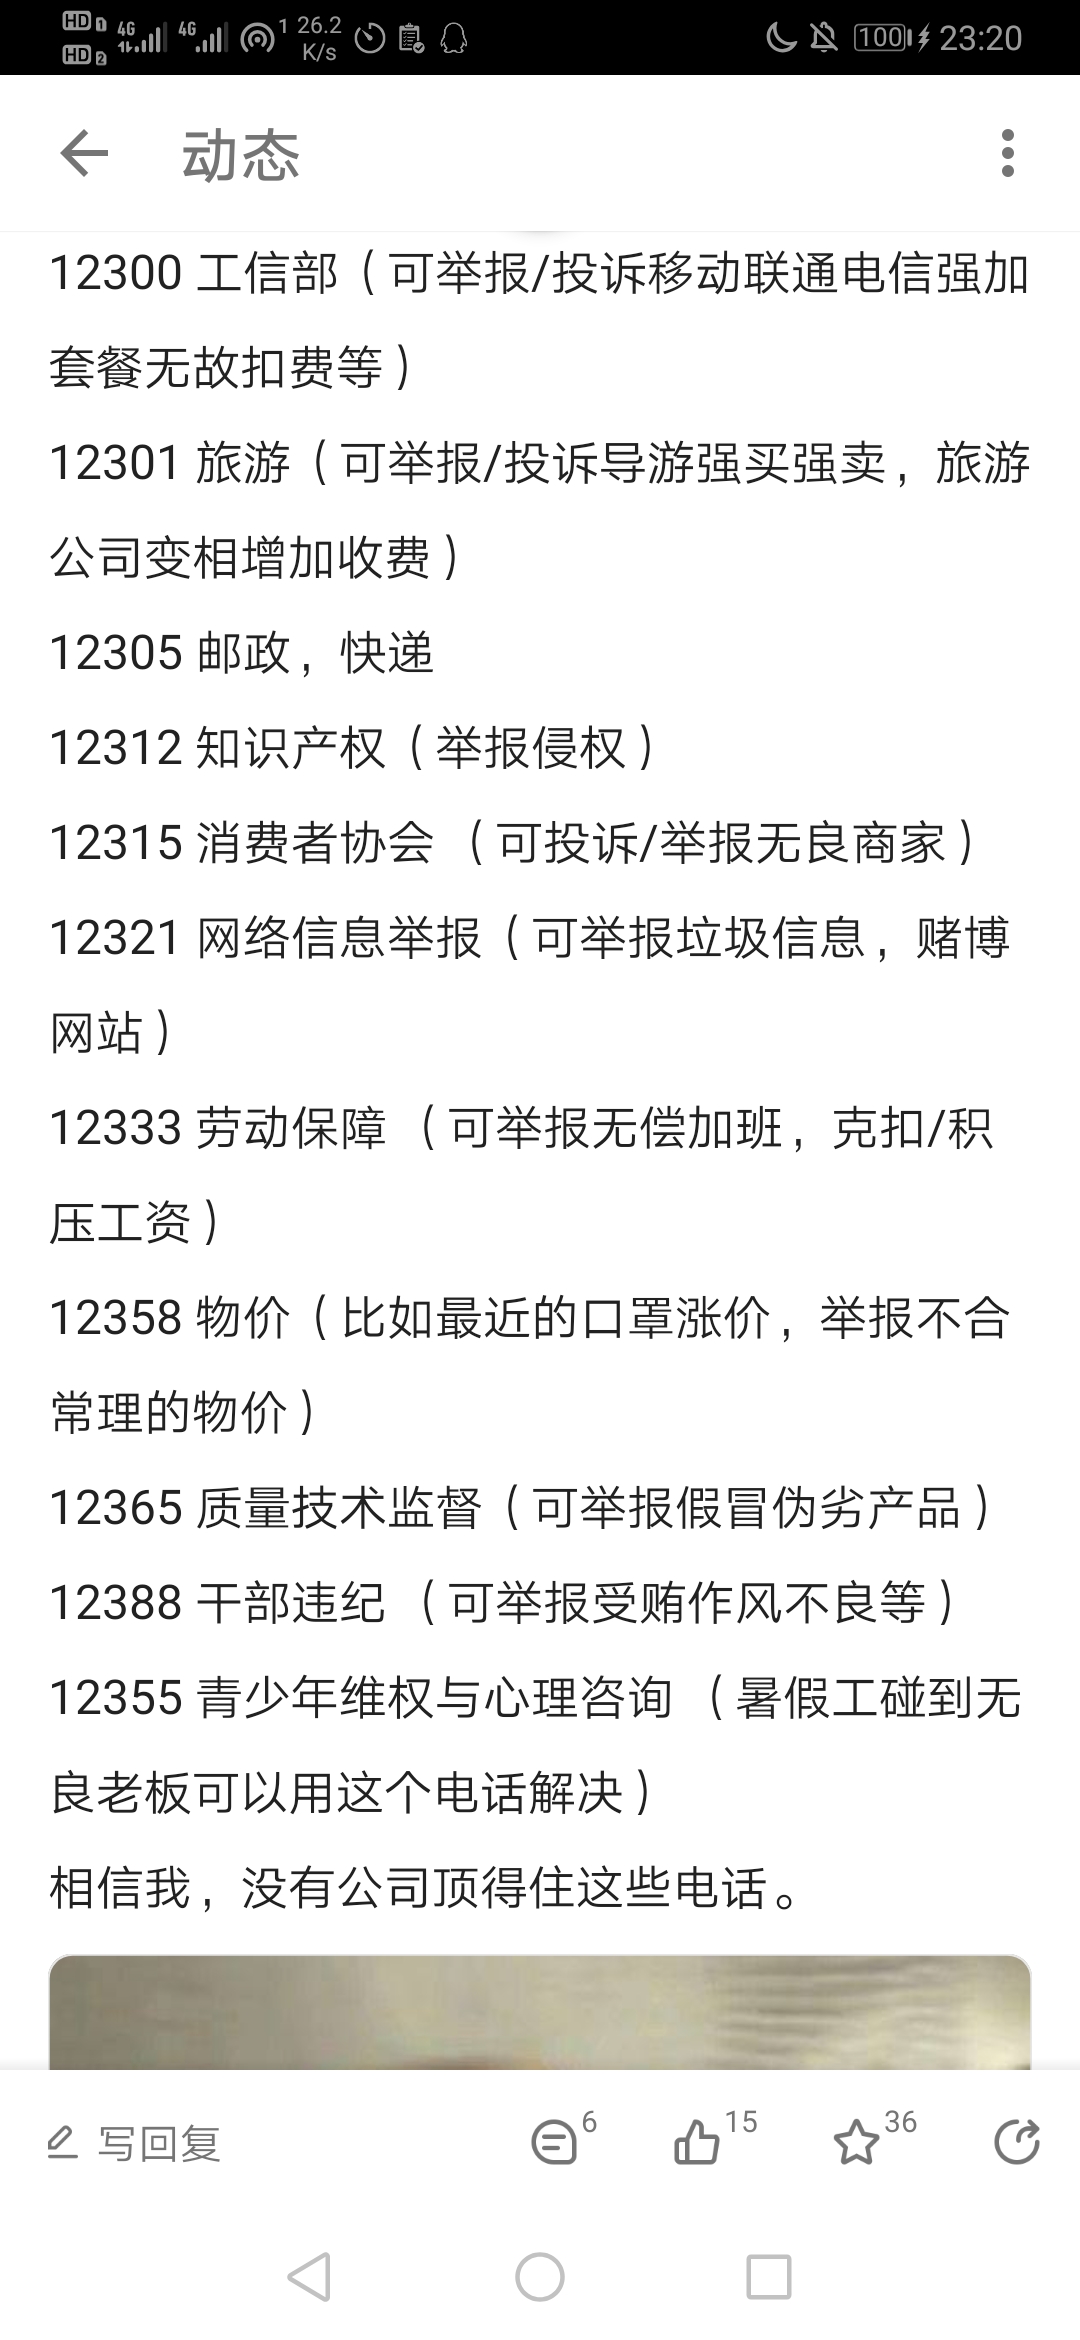 HD 1 4G 4G 1 26.2 K/s 100 23:20
HD 2
动态
12300 工信部（可举报/投诉移动联通电信强加
套餐无故扣费等）
12301 旅游（可举报/投诉导游强买强卖，旅游
公司变相增加收费）
12305 邮政，快递
12312 知识产权（举报侵权）
12315 消费者协会 （可投诉/举报无良商家）
12321 网络信息举报（可举报垃圾信息，赌博
网站）
12333 劳动保障 （可举报无偿加班，克扣/积
压工资）
12358 物价（比如最近的口罩涨价，举报不合
常理的物价）
12365 质量技术监督（可举报假冒伪劣产品）
12388 干部违纪 （可举报受贿作风不良等）
12355 青少年维权与心理咨询 （暑假工碰到无
良老板可以用这个电话解决）
相信我，没有公司顶得住这些电话。
写回复 6 15 36